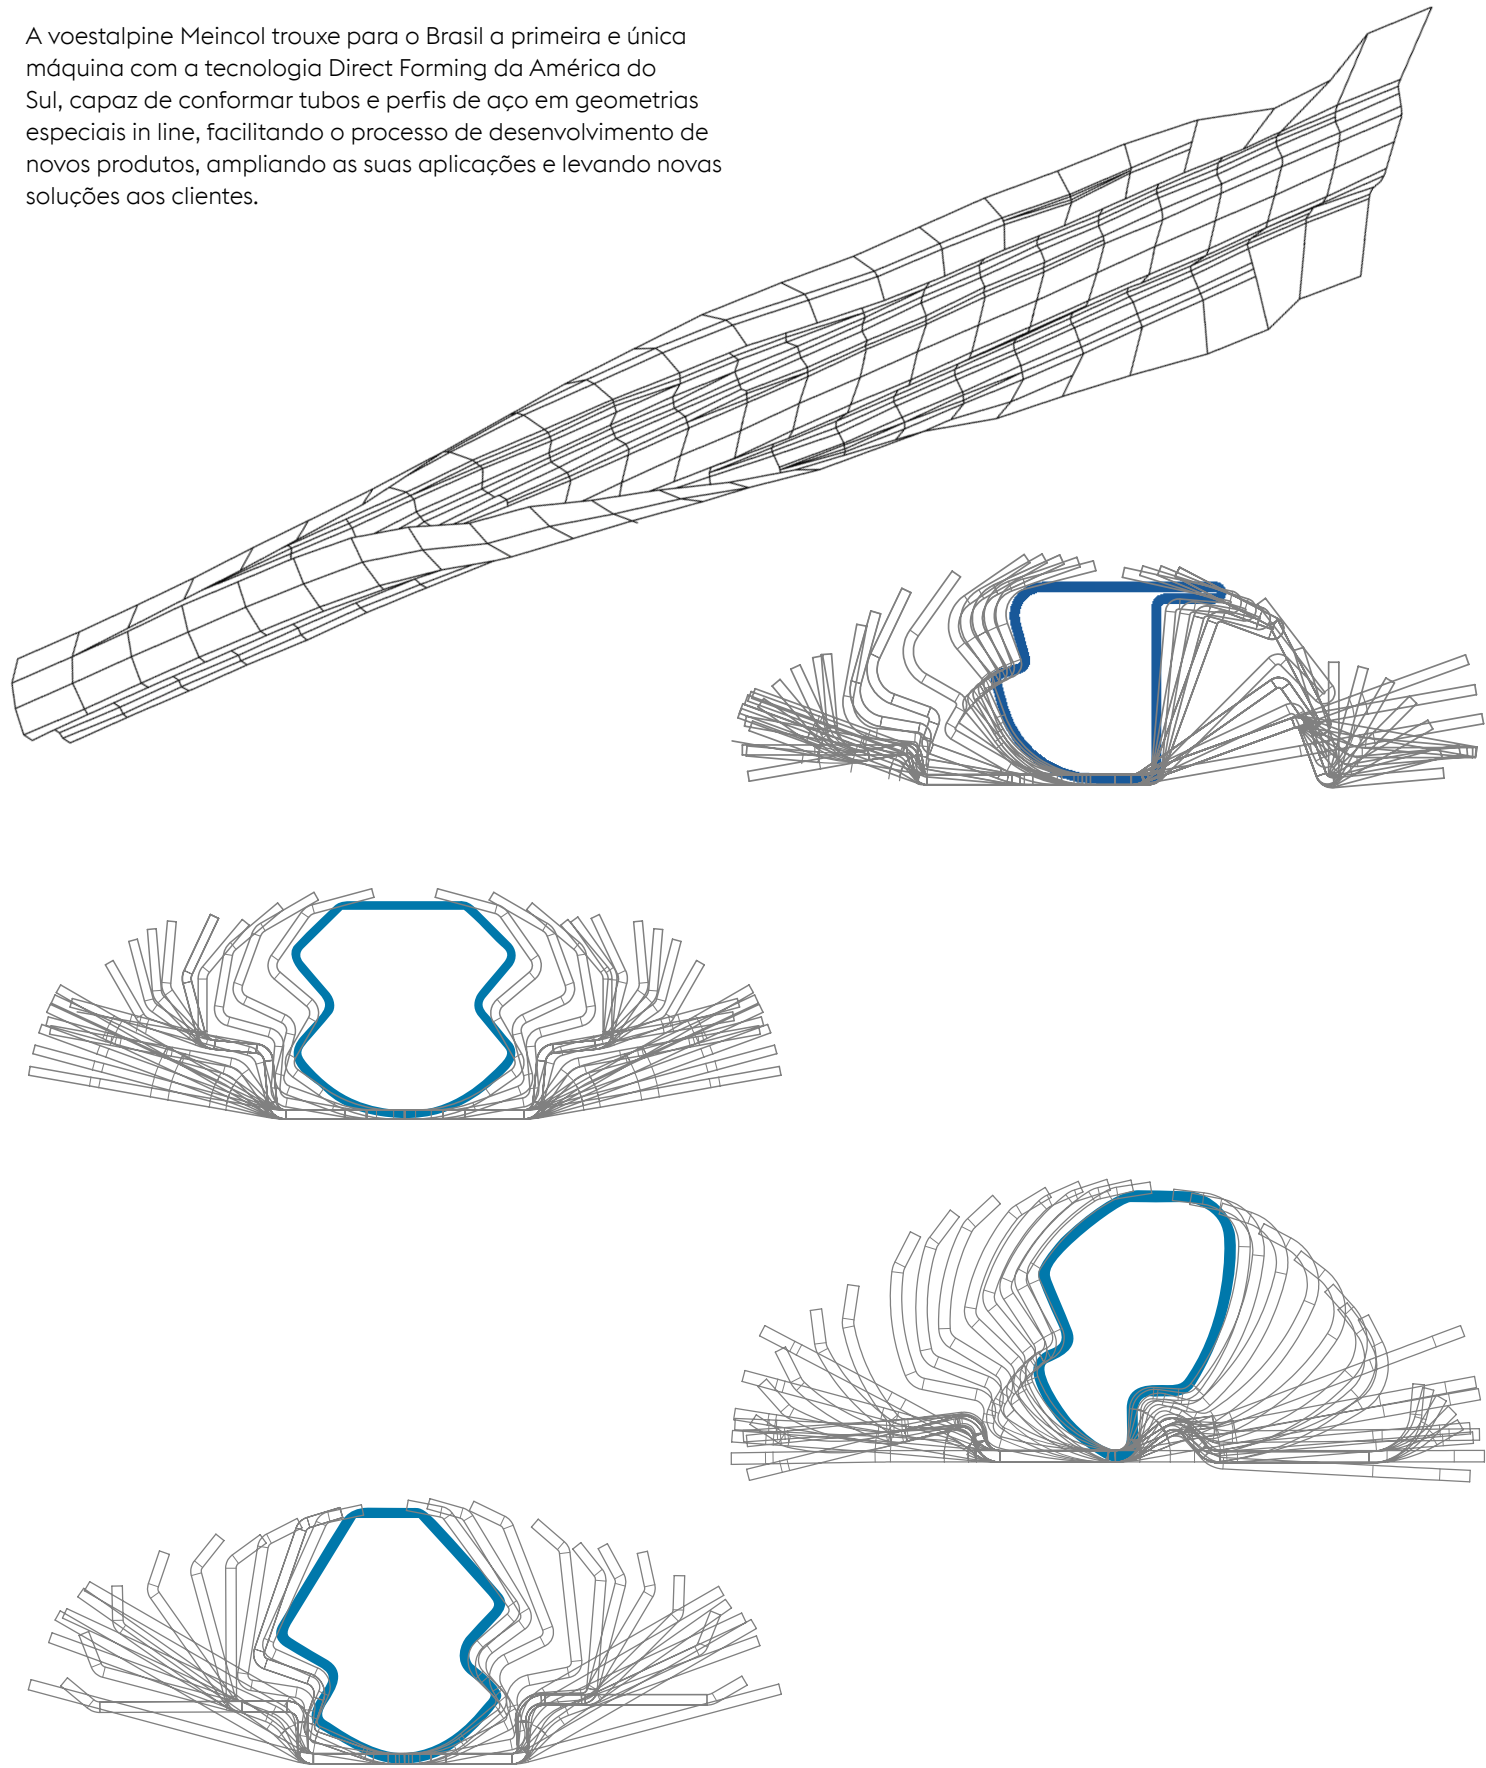 A voestalpine Meincol trouxe para o Brasil a primeira e única
máquina com a tecnologia Direct Forming da América do
Sul, capaz de conformar tubos e perfis de aço em geometrias
especiais in line, facilitando o processo de desenvolvimento de
novos produtos, ampliando as suas aplicações e levando novas
soluções aos clientes.